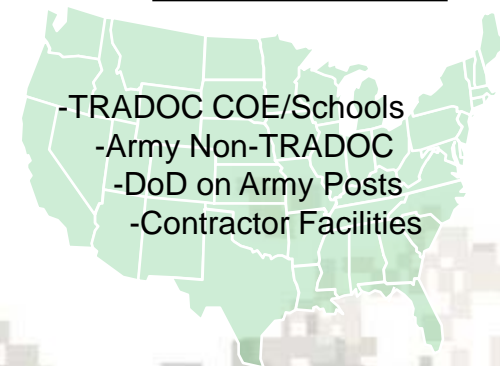 -TRADOC COE/Schools
-Army Non-TRADOC
-DoD on Army Posts
-Contractor Facilities